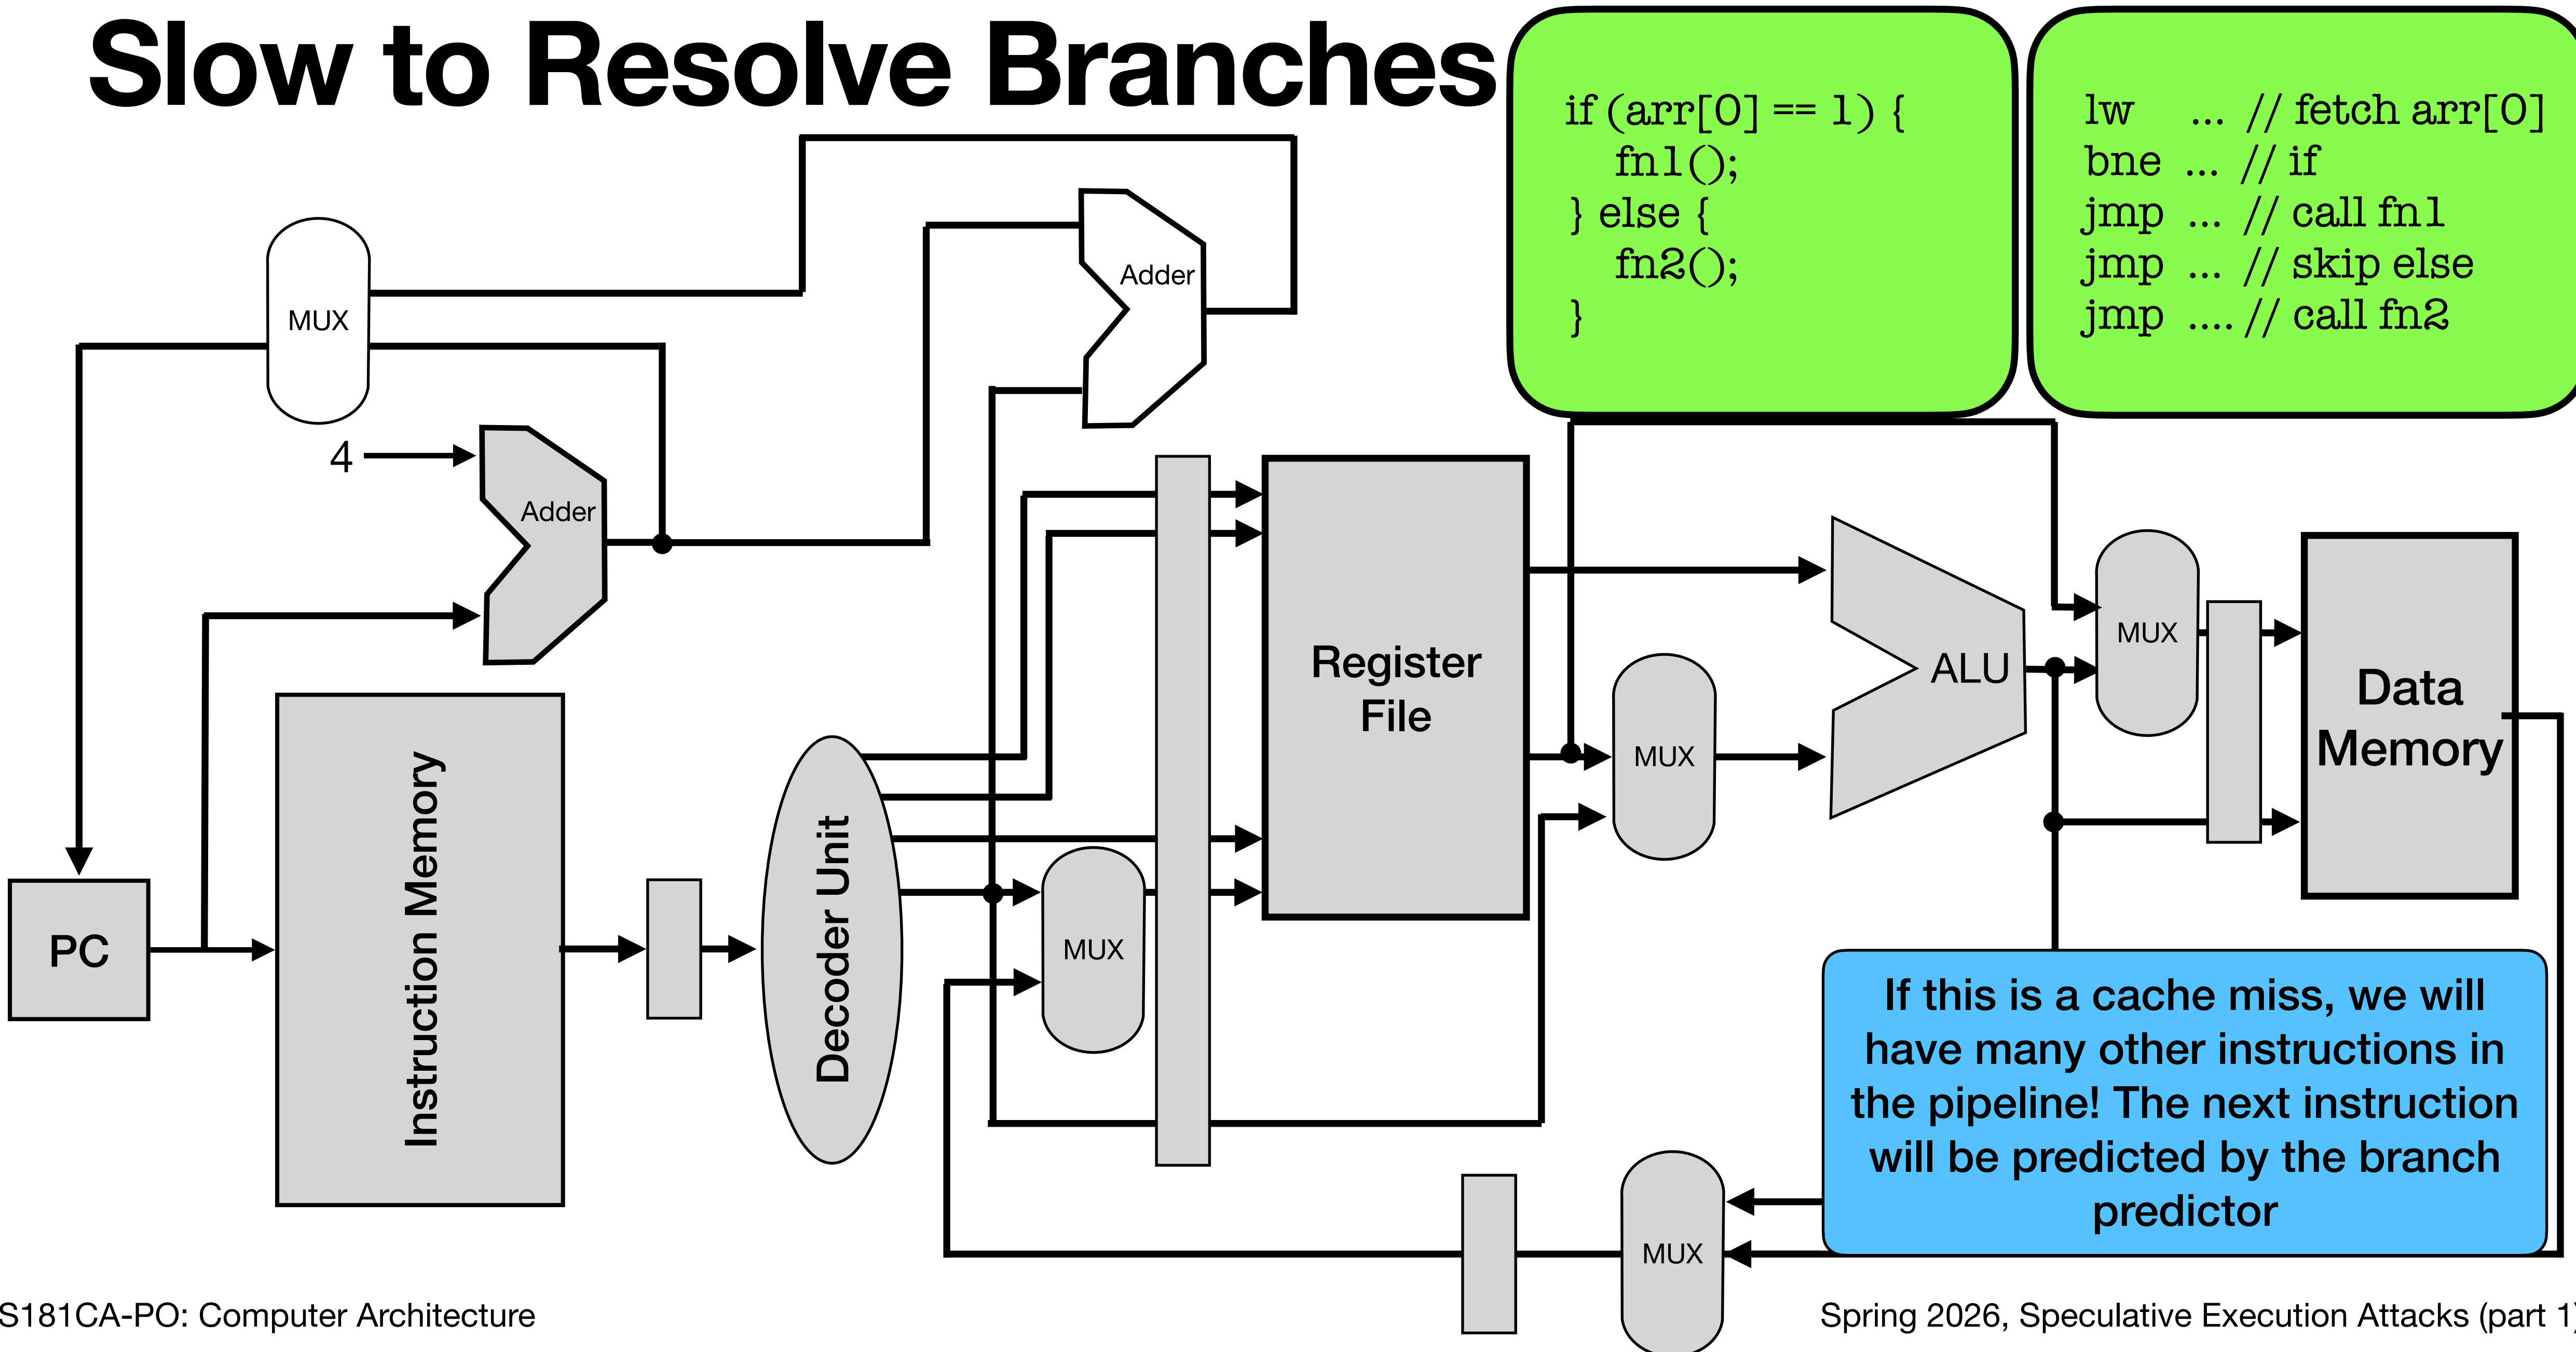 Slow to Resolve Branches
if (arr[0] == 1) {
fn1();
} else {
fn2();
}
lw ... // fetch arr[0]
bne ... // if
jmp ... // call fn1
jmp ... // skip else
jmp .... // call fn2
MUX
Adder
4
Adder
PC
Instruction Memory
Decoder Unit
MUX
Register
File
MUX
ALU
MUX
Data
Memory
If this is a cache miss, we will
have many other instructions in
the pipeline! The next instruction
will be predicted by the branch
predictor
MUX
S181CA-PO: Computer Architecture
Spring 2026, Speculative Execution Attacks (part 1)